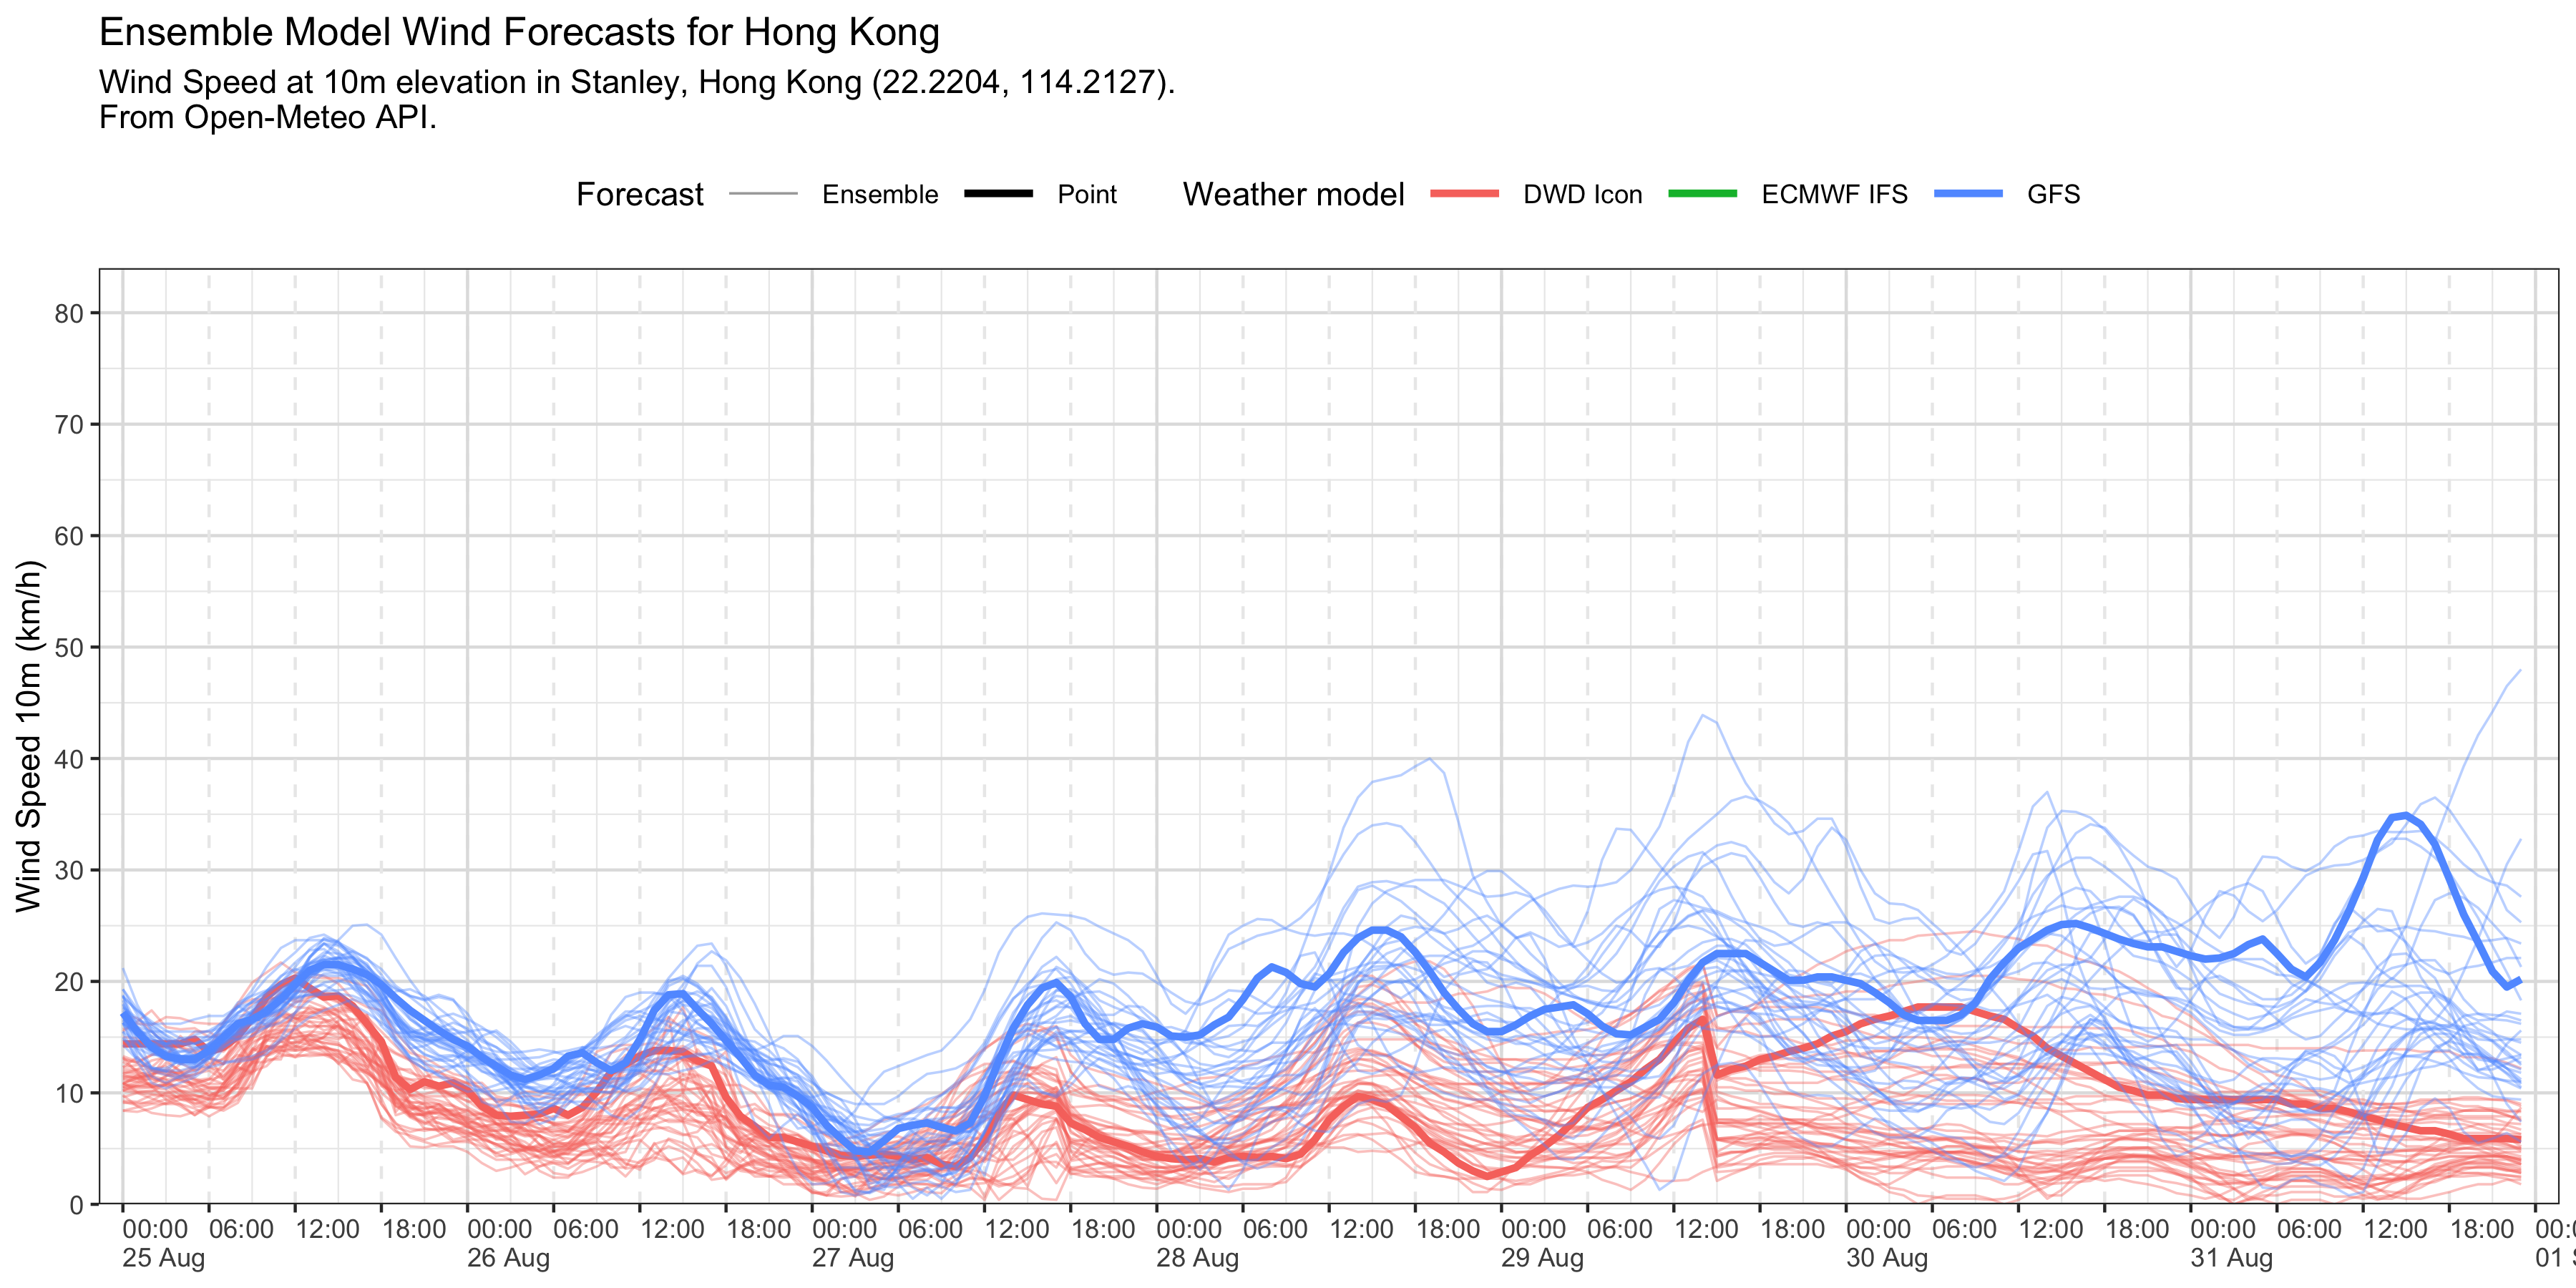 Ensemble Model Wind Forecasts for Hong Kong
Wind Speed at 10m elevation in Stanley, Hong Kong (22.2204, 114.2127).
From Open-Meteo API.
Forecast Ensemble Point Weather model DWD Icon ECMWF IFS GFS
Wind Speed 10m (km/h)
80
70
60
50
40
30
20
10
0
00:00 06:00 12:00 18:00 00:00 06:00 12:00 18:00 00:00 06:00 12:00 18:00 00:00 06:00 12:00 18:00 00:00 06:00 12:00 18:00 00:00 06:00 12:00 18:00 00:00 06:00 12:00 18:00
25 Aug 26 Aug 27 Aug 28 Aug 29 Aug 30 Aug 31 Aug 01